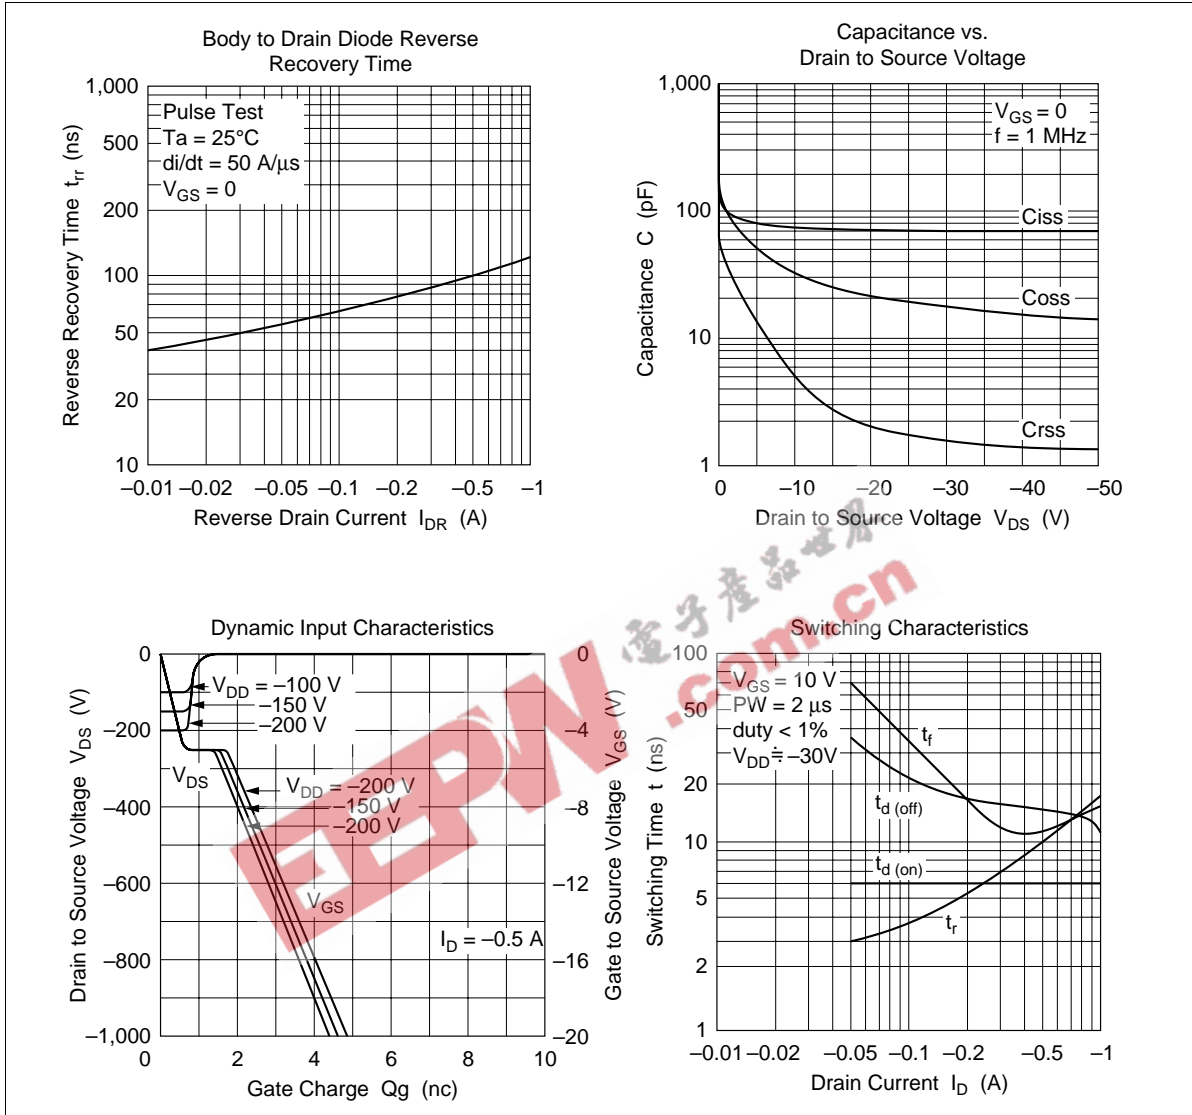 Body to Drain Diode Reverse
Recovery Time
1,000
500
200
100
50
20
10
Reverse Recovery Time trr (ns)
Pulse Test
Ta = 25°C
di/dt = 50 A/µs
VGS = 0
–0.01 –0.02 –0.05 –0.1 –0.2 –0.5 –1
Reverse Drain Current IDR (A)
Capacitance vs.
Drain to Source Voltage
1,000
100
10
1
Capacitance C (pF)
VGS = 0
f = 1 MHz
Ciss
Coss
Crss
0 –10 –20 –30 –40 –50
Drain to Source Voltage VDS (V)
電子產品世界
EEPW.com.cn
Dynamic Input Characteristics
0
–200
–400
–600
–800
–1,000
Drain to Source Voltage VDS (V)
VDD = –100 V
–150 V
–200 V
VDS
VDD = –200 V
–150 V
–200 V
VGS
ID = –0.5 A
0
–4
–8
–12
–16
–20
Gate to Source Voltage VGS (V)
0 2 4 6 8 10
Gate Charge Qg (nc)
Switching Characteristics
100
50
20
10
5
2
1
Switching Time t (ns)
VGS = 10 V
PW = 2 µs
duty < 1%
VDD ≒ –30V
tf
td (off)
td (on)
tr
–0.01 –0.02 –0.05 –0.1 –0.2 –0.5 –1
Drain Current ID (A)